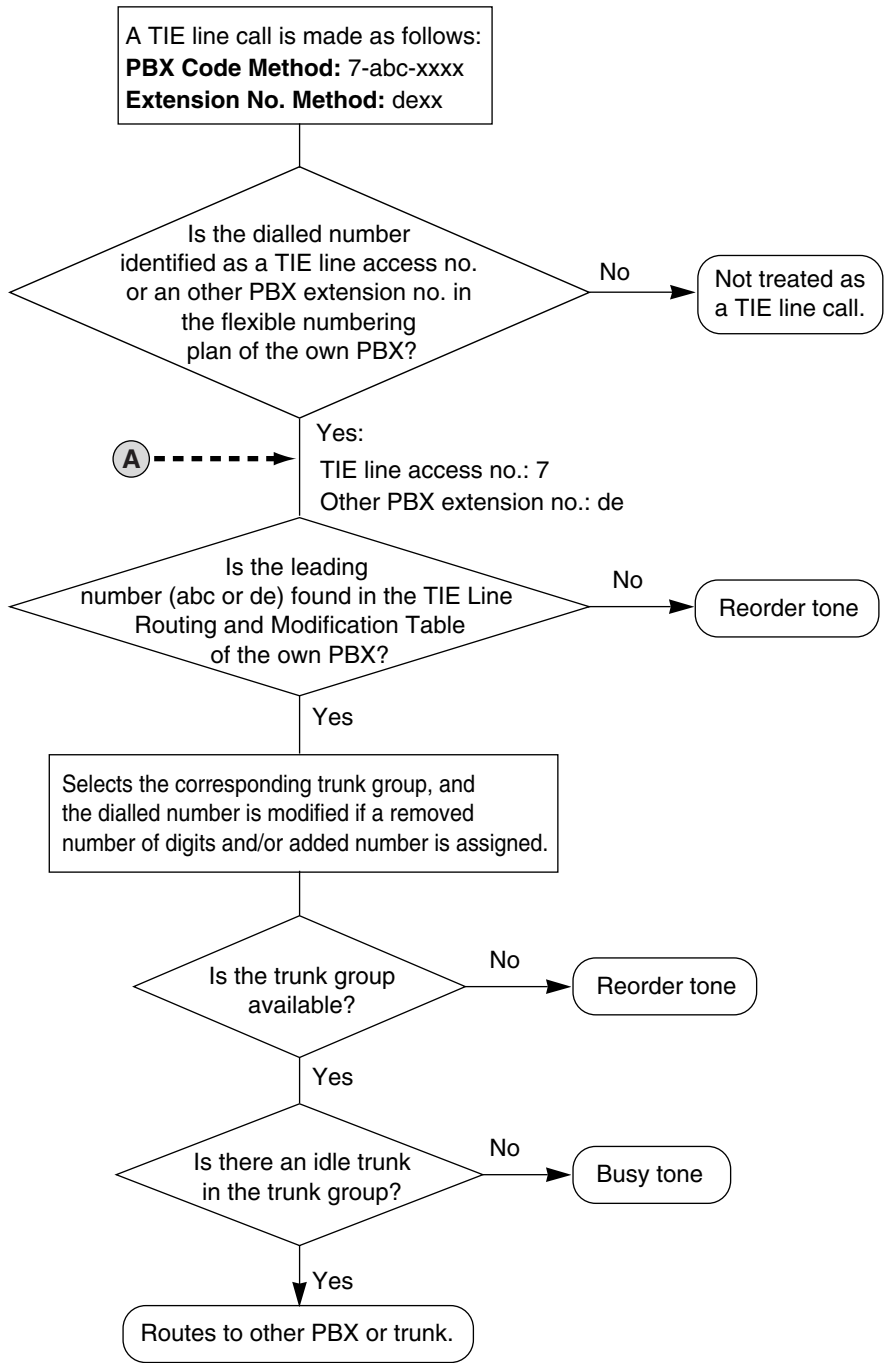 A TIE line call is made as follows:
PBX Code Method: 7-abc-xxxx
Extension No. Method: dexx
Is the dialled number
identified as a TIE line access no.
or an other PBX extension no. in
the flexible numbering
plan of the own PBX?
No
Not treated as
a TIE line call.
Yes:
A
TIE line access no.: 7
Other PBX extension no.: de
Is the leading
number (abc or de) found in the TIE Line
Routing and Modification Table
of the own PBX?
No
Reorder tone
Yes
Selects the corresponding trunk group, and
the dialled number is modified if a removed
number of digits and/or added number is assigned.
Is the trunk group
available?
No
Reorder tone
Yes
Is there an idle trunk
in the trunk group?
No
Busy tone
Yes
Routes to other PBX or trunk.